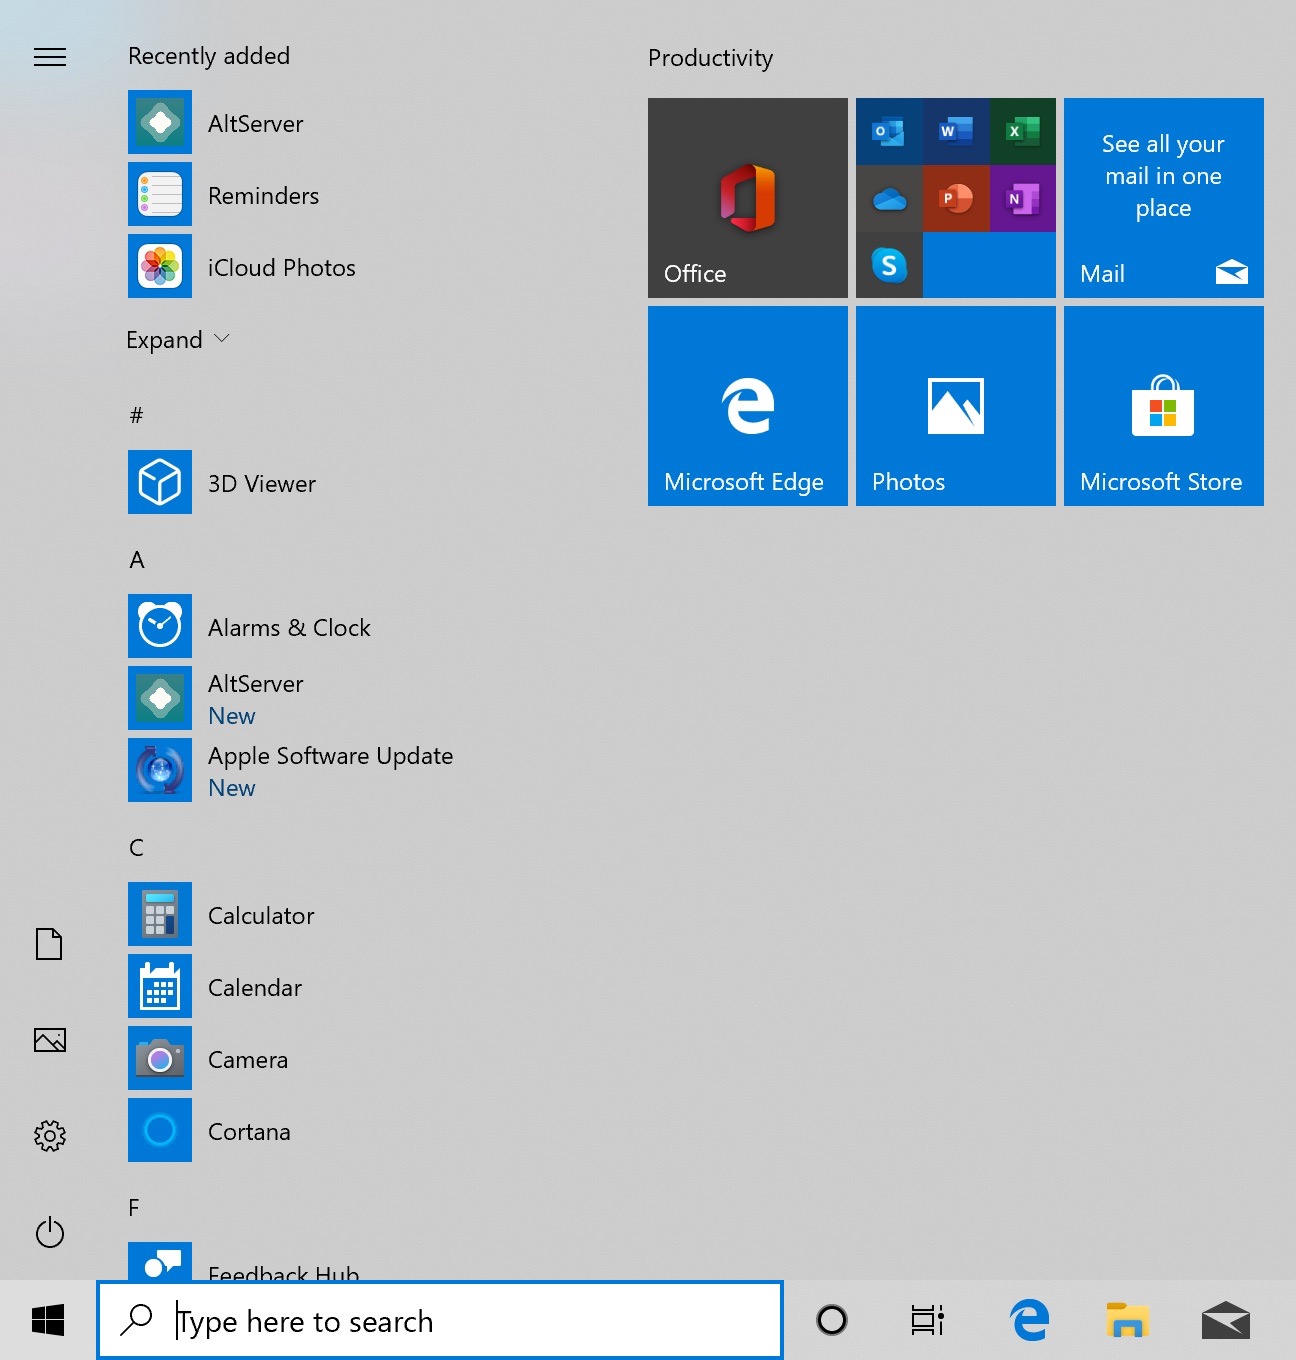 Recently added
AltServer
Reminders
iCloud Photos
Expand
#
3D Viewer
A
Alarms & Clock
AltServer
New
Apple Software Update
New
C
Calculator
Calendar
Camera
Cortana
F
Feedback Hub
Productivity
Office
O
W
X
P
N
S
See all your
mail in one
place
Mail
Microsoft Edge
Photos
Microsoft Store
Type here to search